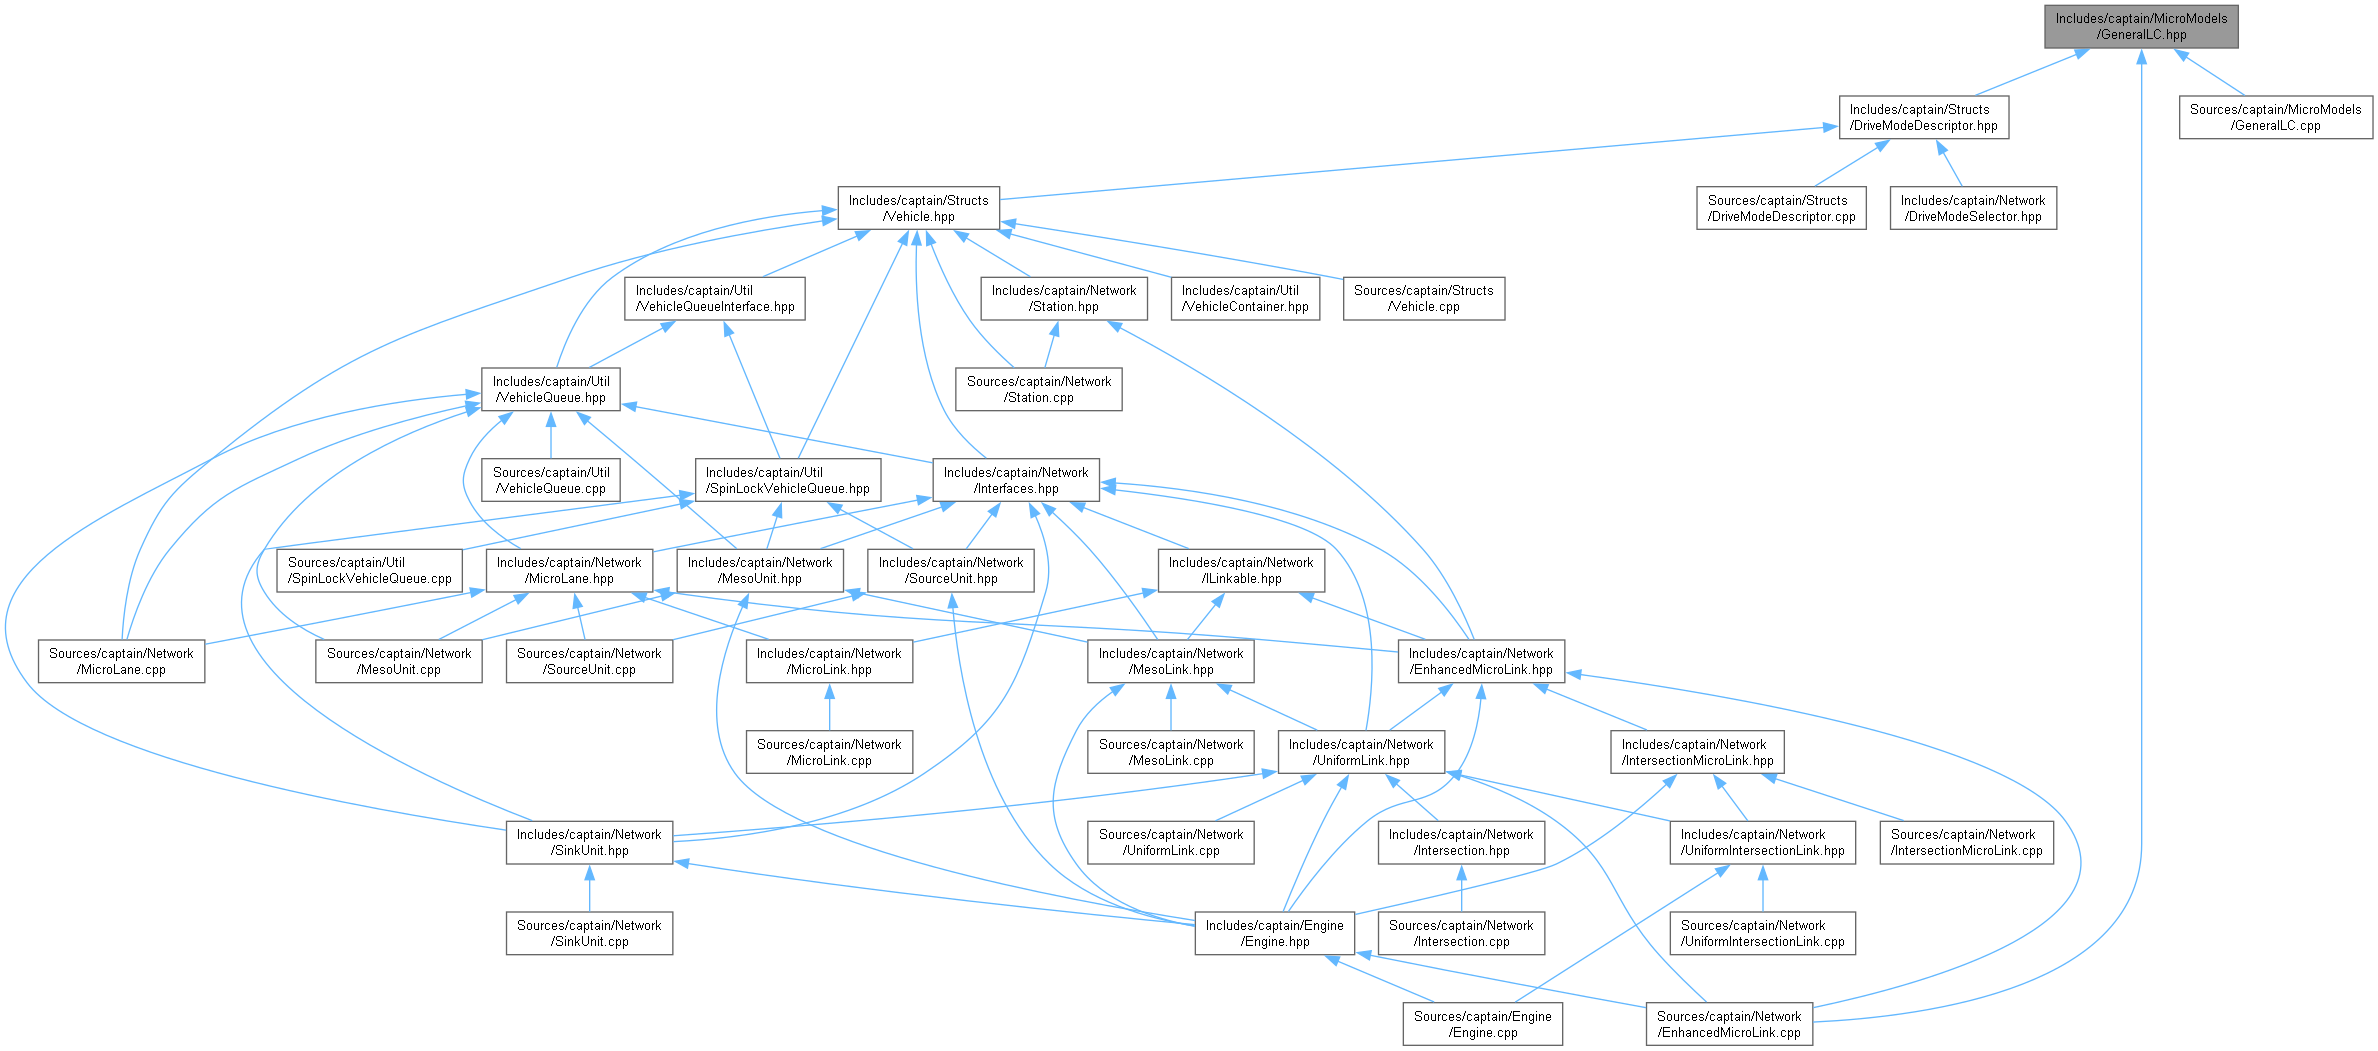 Includes/captain/MicroModels
/GeneralLC.hpp
Includes/captain/Structs
/DriveModeDescriptor.hpp
Sources/captain/MicroModels
/GeneralLC.cpp
Includes/captain/Structs
/Vehicle.hpp
Sources/captain/Structs
/DriveModeDescriptor.cpp
Includes/captain/Network
/DriveModeSelector.hpp
Includes/captain/Util
/VehicleQueueInterface.hpp
Includes/captain/Network
/Station.hpp
Includes/captain/Util
/VehicleContainer.hpp
Sources/captain/Structs
/Vehicle.cpp
Includes/captain/Util
/VehicleQueue.hpp
Sources/captain/Network
/Station.cpp
Sources/captain/Util
/VehicleQueue.cpp
Includes/captain/Util
/SpinLockVehicleQueue.hpp
Includes/captain/Network
/Interfaces.hpp
Sources/captain/Util
/SpinLockVehicleQueue.cpp
Includes/captain/Network
/MicroLane.hpp
Includes/captain/Network
/MesoUnit.hpp
Includes/captain/Network
/SourceUnit.hpp
Includes/captain/Network
/ILinkable.hpp
Sources/captain/Network
/MicroLane.cpp
Sources/captain/Network
/MesoUnit.cpp
Sources/captain/Network
/SourceUnit.cpp
Includes/captain/Network
/MicroLink.hpp
Includes/captain/Network
/MesoLink.hpp
Includes/captain/Network
/EnhancedMicroLink.hpp
Sources/captain/Network
/MicroLink.cpp
Sources/captain/Network
/MesoLink.cpp
Includes/captain/Network
/UniformLink.hpp
Includes/captain/Network
/IntersectionMicroLink.hpp
Includes/captain/Network
/SinkUnit.hpp
Sources/captain/Network
/UniformLink.cpp
Includes/captain/Network
/Intersection.hpp
Includes/captain/Network
/UniformIntersectionLink.hpp
Sources/captain/Network
/IntersectionMicroLink.cpp
Sources/captain/Network
/SinkUnit.cpp
Includes/captain/Engine
/Engine.hpp
Sources/captain/Network
/Intersection.cpp
Sources/captain/Network
/UniformIntersectionLink.cpp
Sources/captain/Engine
/Engine.cpp
Sources/captain/Network
/EnhancedMicroLink.cpp